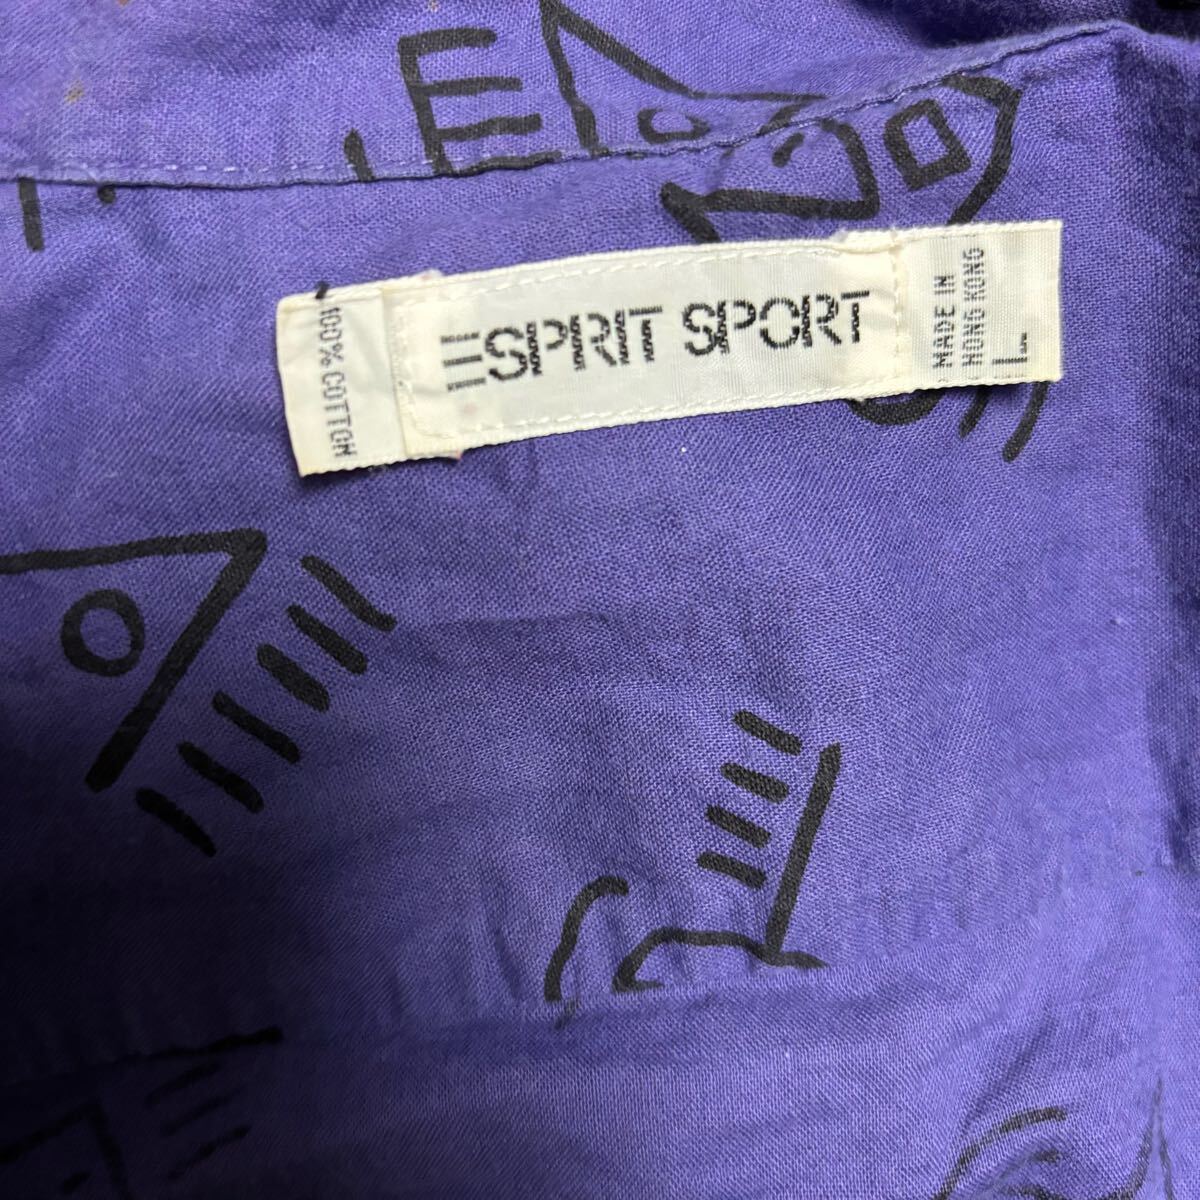 100% COTTON
ESPRIT SPORT
MADE IN
HONG KONG
L